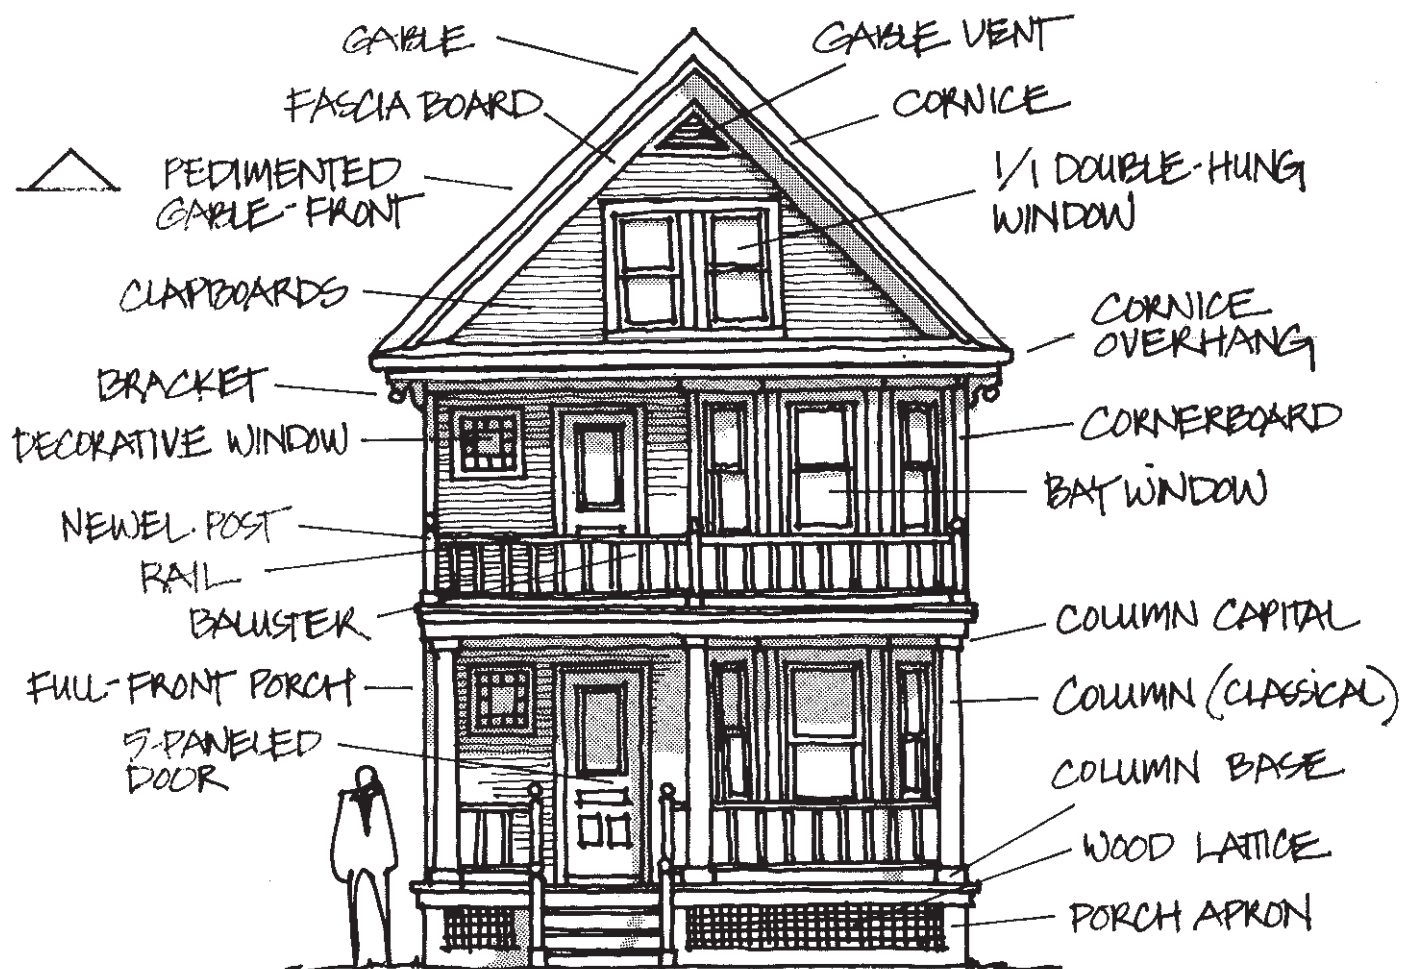 GABLE
FASCIA BOARD
PEDIMENTED
GABLE-FRONT
CLAPBOARDS
BRACKET
DECORATIVE WINDOW
NEWEL POST
RAIL
BALUSTER
FULL-FRONT PORCH
5-PANELED
DOOR
GABLE VENT
CORNICE
1/1 DOUBLE-HUNG
WINDOW
CORNICE
OVERHANG
CORNERBOARD
BAY WINDOW
COLUMN CAPITAL
COLUMN (CLASSICAL)
COLUMN BASE
WOOD LATTICE
PORCH APRON